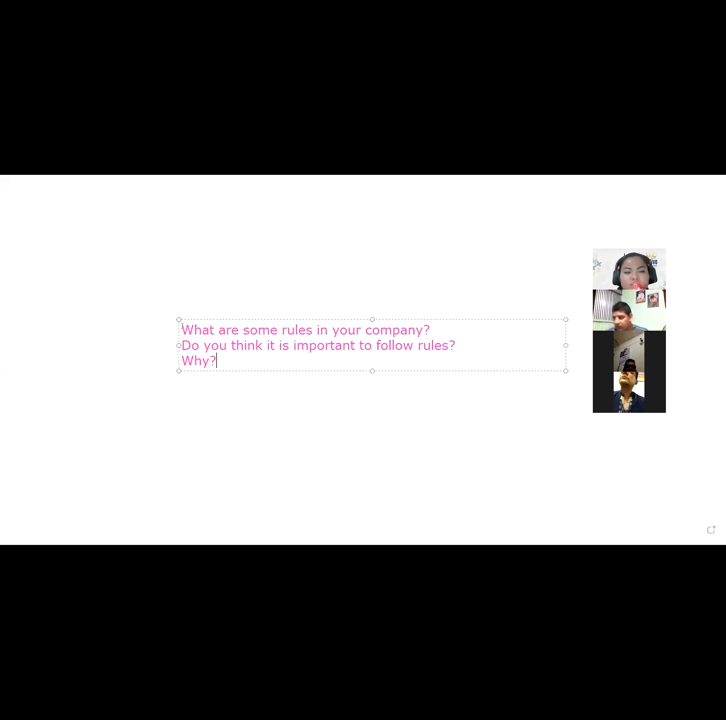 What are some rules in your company?
Do you think it is important to follow rules?
Why?